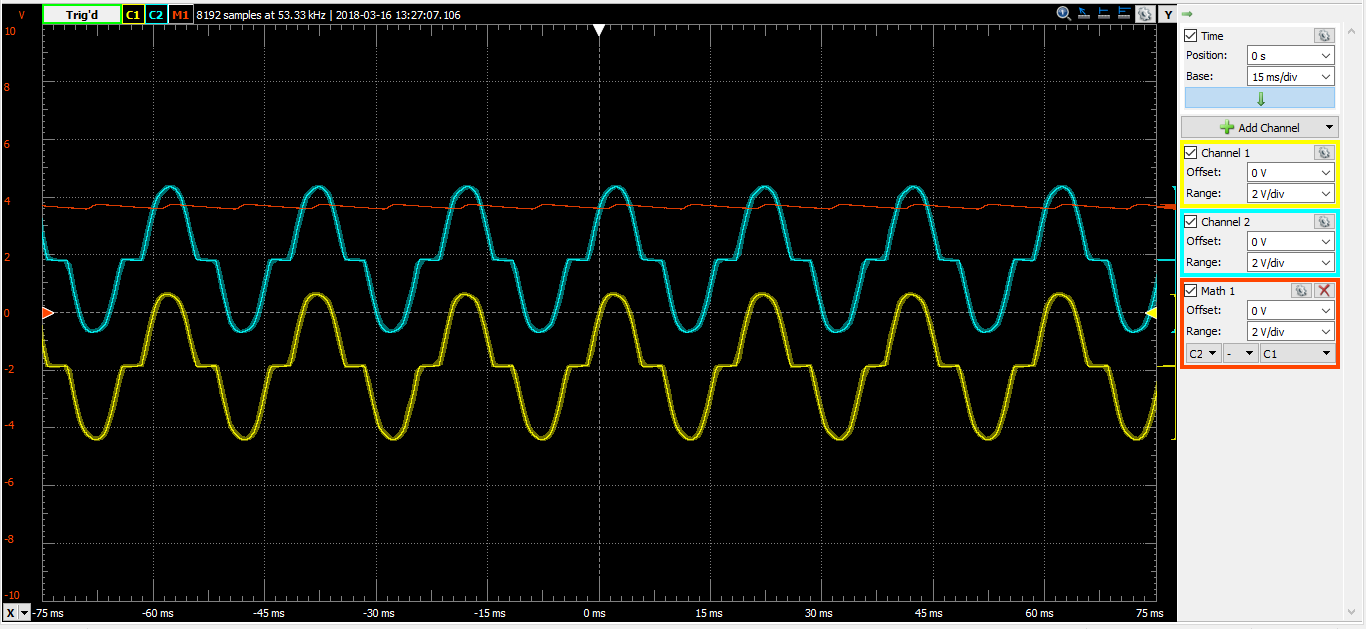 V Trig'd C1 C2 M1 8192 samples at 53.33 kHz | 2018-03-16 13:27:07.106 Y
10
8
6
4
2
0
-2
-4
-6
-8
-10
X -75 ms -60 ms -45 ms -30 ms -15 ms 0 ms 15 ms 30 ms 45 ms 60 ms 75 ms
Time
Position: 0 s
Base: 15 ms/div
Add Channel
Channel 1
Offset: 0 V
Range: 2 V/div
Channel 2
Offset: 0 V
Range: 2 V/div
Math 1
Offset: 0 V
Range: 2 V/div
C2 - C1